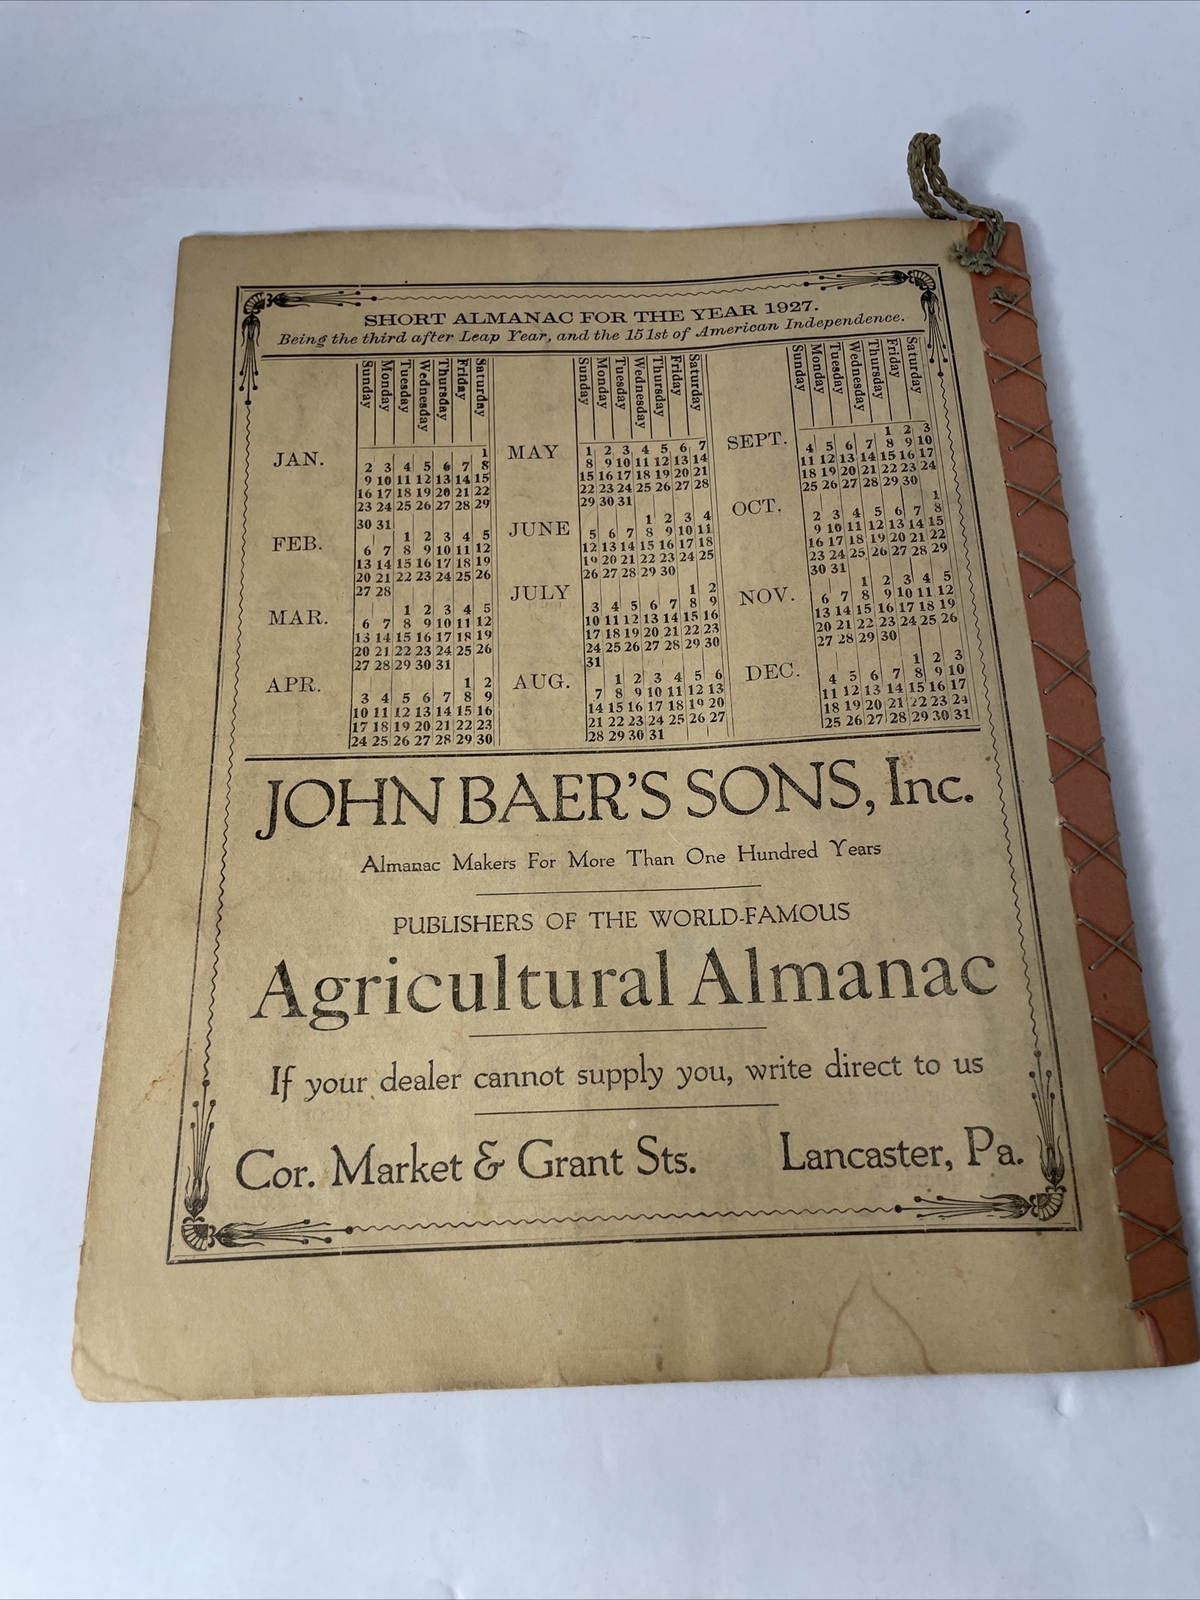 SHORT ALMANAC FOR THE YEAR 1927.
Being the third after Leap Year, and the 151st of American Independence.
Sunday Monday Tuesday Wednesday Thursday Friday Saturday
JAN.
1
2 3 4 5 6 7 8
9 10 11 12 13 14 15
16 17 18 19 20 21 22
23 24 25 26 27 28 29
30 31
FEB.
1 2 3 4 5
6 7 8 9 10 11 12
13 14 15 16 17 18 19
20 21 22 23 24 25 26
27 28
MAR.
1 2 3 4 5
6 7 8 9 10 11 12
13 14 15 16 17 18 19
20 21 22 23 24 25 26
27 28 29 30 31
APR.
1 2
3 4 5 6 7 8 9
10 11 12 13 14 15 16
17 18 19 20 21 22 23
24 25 26 27 28 29 30
Sunday Monday Tuesday Wednesday Thursday Friday Saturday
MAY
1 2 3 4 5 6 7
8 9 10 11 12 13 14
15 16 17 18 19 20 21
22 23 24 25 26 27 28
29 30 31
JUNE
1 2 3 4
5 6 7 8 9 10 11
12 13 14 15 16 17 18
19 20 21 22 23 24 25
26 27 28 29 30
JULY
1 2
3 4 5 6 7 8 9
10 11 12 13 14 15 16
17 18 19 20 21 22 23
24 25 26 27 28 29 30
31
AUG.
1 2 3 4 5 6
7 8 9 10 11 12 13
14 15 16 17 18 19 20
21 22 23 24 25 26 27
28 29 30 31
Sunday Monday Tuesday Wednesday Thursday Friday Saturday
SEPT.
1 2 3
4 5 6 7 8 9 10
11 12 13 14 15 16 17
18 19 20 21 22 23 24
25 26 27 28 29 30
OCT.
1
2 3 4 5 6 7 8
9 10 11 12 13 14 15
16 17 18 19 20 21 22
23 24 25 26 27 28 29
30 31
NOV.
1 2 3 4 5
6 7 8 9 10 11 12
13 14 15 16 17 18 19
20 21 22 23 24 25 26
27 28 29 30
DEC.
1 2 3
4 5 6 7 8 9 10
11 12 13 14 15 16 17
18 19 20 21 22 23 24
25 26 27 28 29 30 31
JOHN BAER'S SONS, Inc.
Almanac Makers For More Than One Hundred Years
PUBLISHERS OF THE WORLD-FAMOUS
Agricultural Almanac
If your dealer cannot supply you, write direct to us
Cor. Market & Grant Sts. Lancaster, Pa.